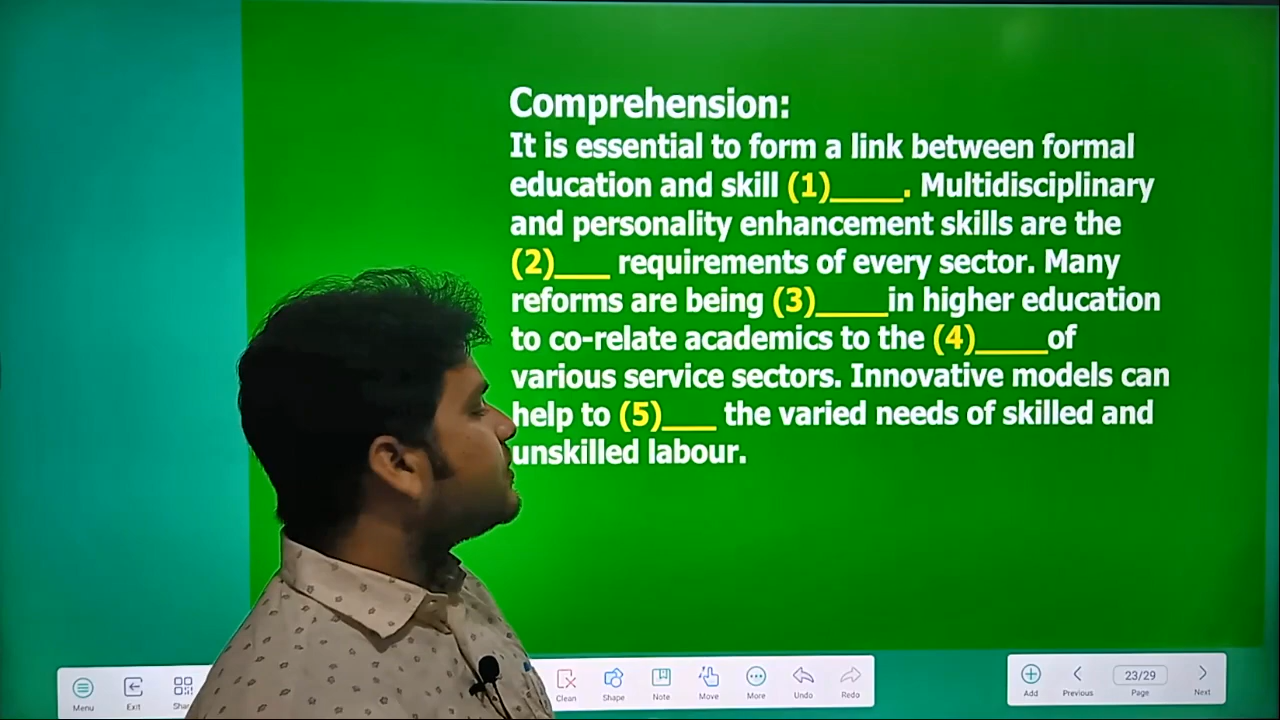 Comprehension:
It is essential to form a link between formal
education and skill (1)_____. Multidisciplinary
and personality enhancement skills are the
(2)____ requirements of every sector. Many
reforms are being (3)_____in higher education
to co-relate academics to the (4)_____of
various service sectors. Innovative models can
help to (5)____ the varied needs of skilled and
unskilled labour.
Menu Exit Clean Shape Note Move More Undo Redo Add Previous 23/29 Page Next